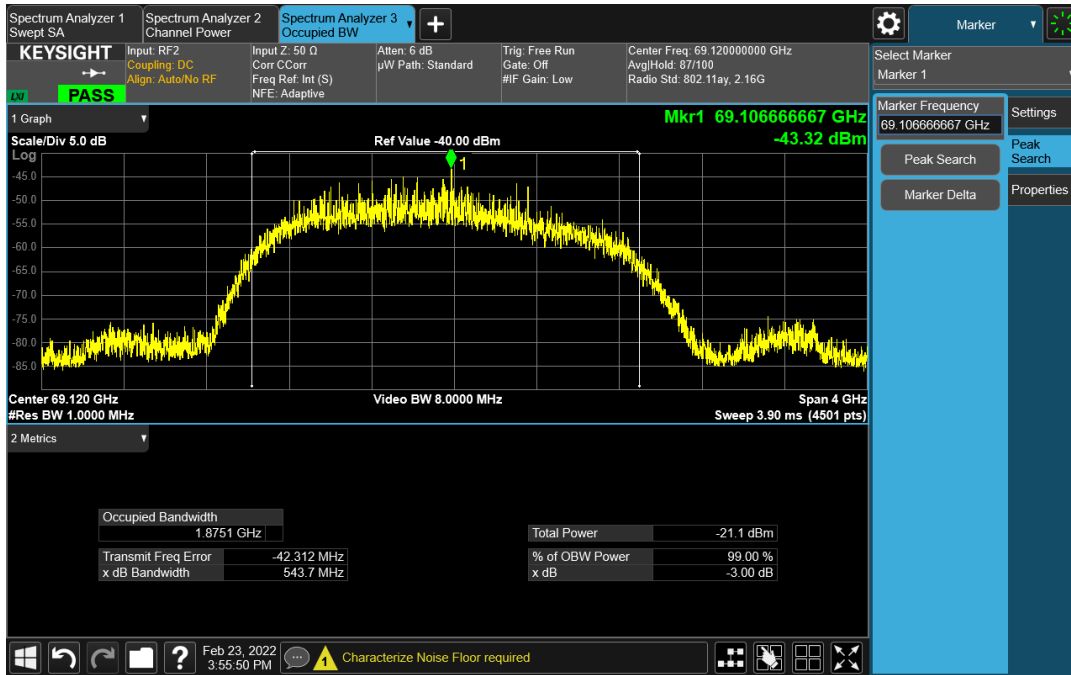 Spectrum Analyzer 1
Swept SA
Spectrum Analyzer 2
Channel Power
Spectrum Analyzer 3
Occupied BW
Marker
KEYSIGHT
LXI
PASS
Input: RF2
Coupling: DC
Align: Auto/No RF
Input Z: 50 Ω
Corr CCorr
Freq Ref: Int (S)
NFE: Adaptive
Atten: 6 dB
µW Path: Standard
Trig: Free Run
Gate: Off
#IF Gain: Low
Center Freq: 69.120000000 GHz
Avg|Hold: 87/100
Radio Std: 802.11ay, 2.16G
Select Marker
Marker 1
1 Graph
Scale/Div 5.0 dB
Log
Ref Value -40.00 dBm
Mkr1 69.106666667 GHz
-43.32 dBm
1
-45.0
-50.0
-55.0
-60.0
-65.0
-70.0
-75.0
-80.0
-85.0
Center 69.120 GHz
#Res BW 1.0000 MHz
Video BW 8.0000 MHz
Span 4 GHz
Sweep 3.90 ms (4501 pts)
2 Metrics
Occupied Bandwidth
1.8751 GHz
Transmit Freq Error -42.312 MHz
x dB Bandwidth 543.7 MHz
Total Power -21.1 dBm
% of OBW Power 99.00 %
x dB -3.00 dB
Marker Frequency
69.106666667 GHz
Peak Search
Marker Delta
Settings
Peak
Search
Properties
?
Feb 23, 2022
3:55:50 PM
1
Characterize Noise Floor required